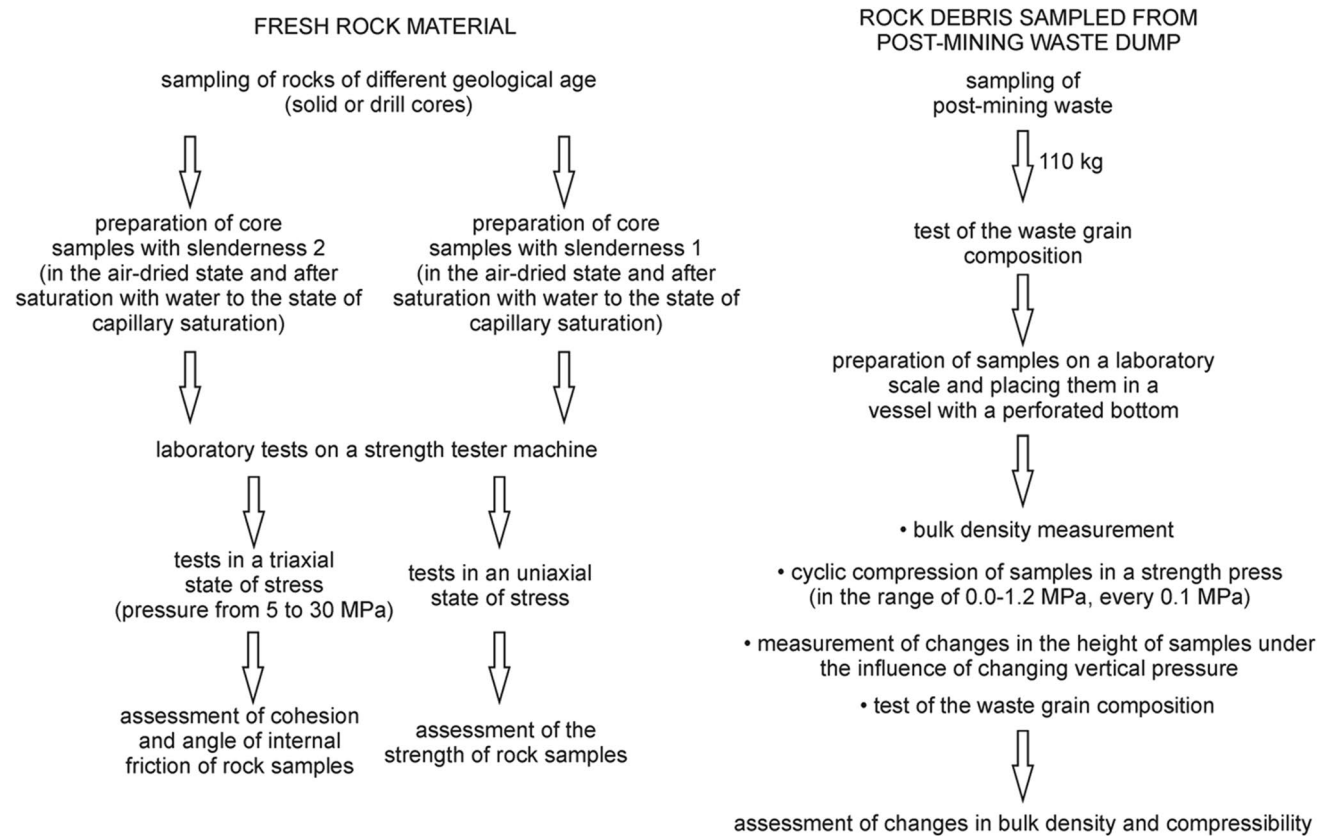 FRESH ROCK MATERIAL
sampling of rocks of different geological age
(solid or drill cores)
preparation of core
samples with slenderness 2
(in the air-dried state and after
saturation with water to the state of
capillary saturation)
preparation of core
samples with slenderness 1
(in the air-dried state and after
saturation with water to the state of
capillary saturation)
laboratory tests on a strength tester machine
tests in a triaxial
state of stress
(pressure from 5 to 30 MPa)
tests in an uniaxial
state of stress
assessment of cohesion
and angle of internal
friction of rock samples
assessment of the
strength of rock samples
ROCK DEBRIS SAMPLED FROM
POST-MINING WASTE DUMP
sampling of
post-mining waste
110 kg
test of the waste grain
composition
preparation of samples on a laboratory
scale and placing them in a
vessel with a perforated bottom
• bulk density measurement
• cyclic compression of samples in a strength press
(in the range of 0.0-1.2 MPa, every 0.1 MPa)
• measurement of changes in the height of samples under
the influence of changing vertical pressure
• test of the waste grain composition
assessment of changes in bulk density and compressibility